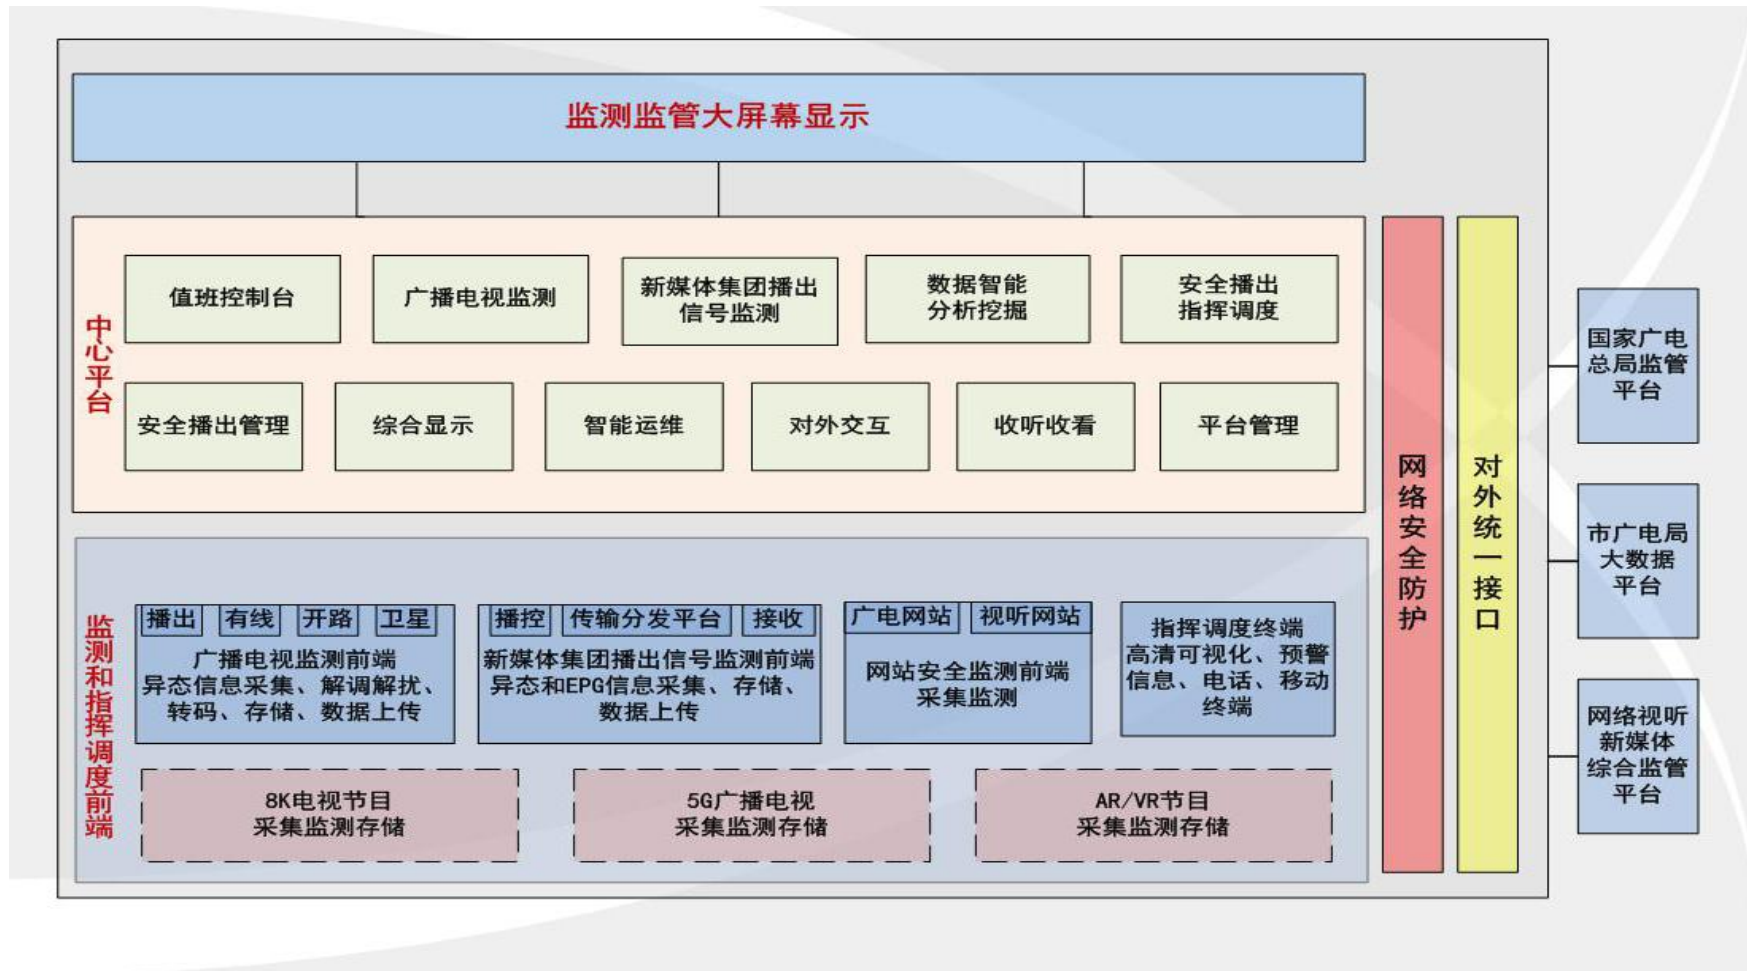 监测监管大屏幕显示
中心平台
值班控制台
广播电视监测
新媒体集团播出
信号监测
数据智能
分析挖掘
安全播出
指挥调度
安全播出管理
综合显示
智能运维
对外交互
收听收看
平台管理
监测和指挥调度前端
播出
有线
开路
卫星
广播电视监测前端
异态信息采集、解调解扰、
转码、存储、数据上传
播控
传输分发平台
接收
新媒体集团播出信号监测前端
异态和EPG信息采集、存储、
数据上传
广电网站
视听网站
网站安全监测前端
采集监测
指挥调度终端
高清可视化、预警
信息、电话、移动
终端
8K电视节目
采集监测存储
5G广播电视
采集监测存储
AR/VR节目
采集监测存储
网络安全防护
对外统一接口
国家广电
总局监管
平台
市广电局
大数据
平台
网络视听
新媒体
综合监管
平台